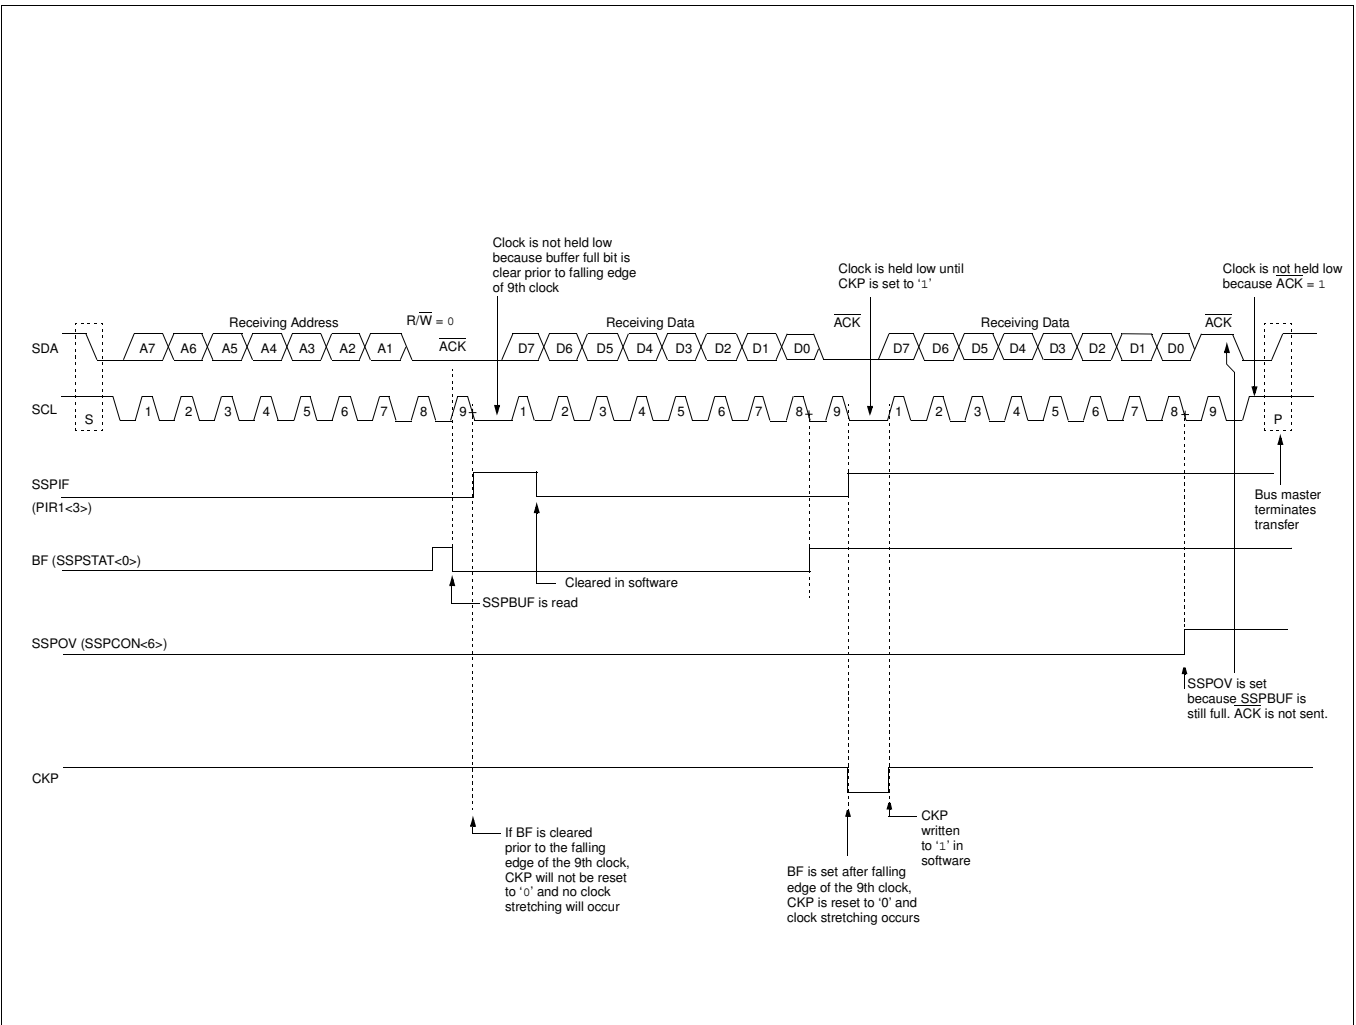 Clock is not held low
because buffer full bit is
clear prior to falling edge
of 9th clock
Clock is held low until
CKP is set to ‘1’
Clock is not held low
because ACK = 1
Receiving Address
R/W = 0
Receiving Data
ACK
Receiving Data
ACK
SDA
A7 A6 A5 A4 A3 A2 A1
ACK
D7 D6 D5 D4 D3 D2 D1 D0
D7 D6 D5 D4 D3 D2 D1 D0
SCL
S
1 2 3 4 5 6 7 8 9
1 2 3 4 5 6 7 8 9
1 2 3 4 5 6 7 8 9
P
SSPIF
(PIR1<3>)
Bus master
terminates
transfer
BF (SSPSTAT<0>)
Cleared in software
SSPBUF is read
SSPOV (SSPCON<6>)
SSPOV is set
because SSPBUF is
still full. ACK is not sent.
CKP
If BF is cleared
prior to the falling
edge of the 9th clock,
CKP will not be reset
to ‘0’ and no clock
stretching will occur
CKP
written
to ‘1’ in
software
BF is set after falling
edge of the 9th clock,
CKP is reset to ‘0’ and
clock stretching occurs